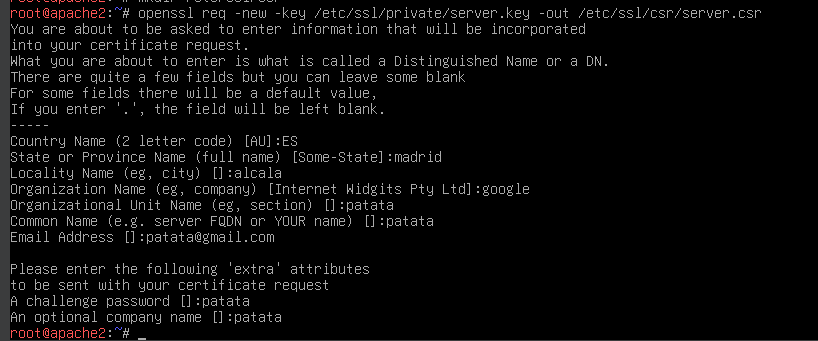 root@apache2:~# openssl req -new -key /etc/ssl/private/server.key -out /etc/ssl/csr/server.csr
You are about to be asked to enter information that will be incorporated
into your certificate request.
What you are about to enter is what is called a Distinguished Name or a DN.
There are quite a few fields but you can leave some blank
For some fields there will be a default value,
If you enter '.', the field will be left blank.
-----
Country Name (2 letter code) [AU]:ES
State or Province Name (full name) [Some-State]:madrid
Locality Name (eg, city) []:alcala
Organization Name (eg, company) [Internet Widgits Pty Ltd]:google
Organizational Unit Name (eg, section) []:patata
Common Name (e.g. server FQDN or YOUR name) []:patata
Email Address []:patata@gmail.com

Please enter the following 'extra' attributes
to be sent with your certificate request
A challenge password []:patata
An optional company name []:patata
root@apache2:~# _